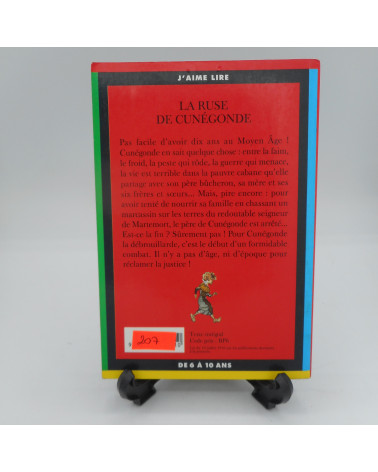 J'AIME LIRE
LA RUSE
DE CUNÉGONDE
Pas facile d'avoir dix ans au Moyen Âge !
Cunégonde en sait quelque chose : entre la faim,
le froid, la peste qui rôde, la guerre qui menace,
la vie est terrible dans la pauvre cabane qu'elle
partage avec son père bûcheron, sa mère et ses
six frères et sœurs... Mais, pire encore : pour
avoir tenté de nourrir sa famille en chassant un
marcassin sur les terres du redoutable seigneur
de Martemort, le père de Cunégonde est arrêté...
Est-ce la fin ? Sûrement pas ! Pour Cunégonde
la débrouillarde, c'est le début d'un formidable
combat. Il n'y a pas d'âge, ni d'époque pour
réclamer la justice !
207
Texte intégral
Code prix :
DE 6 À 10 ANS